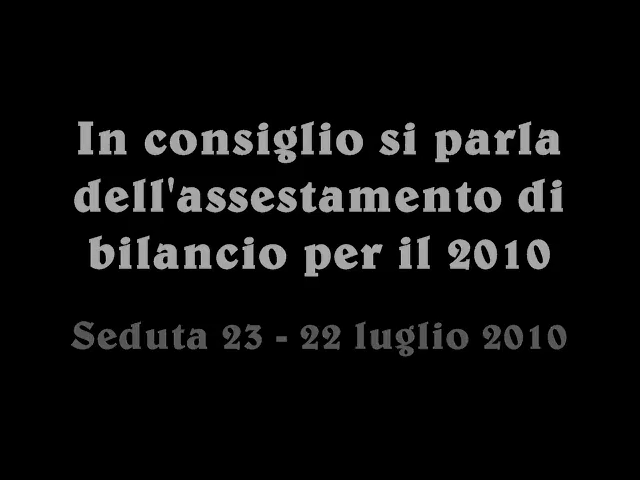 In consiglio si parla
dell'assestamento di
bilancio per il 2010
Seduta 23 - 22 luglio 2010